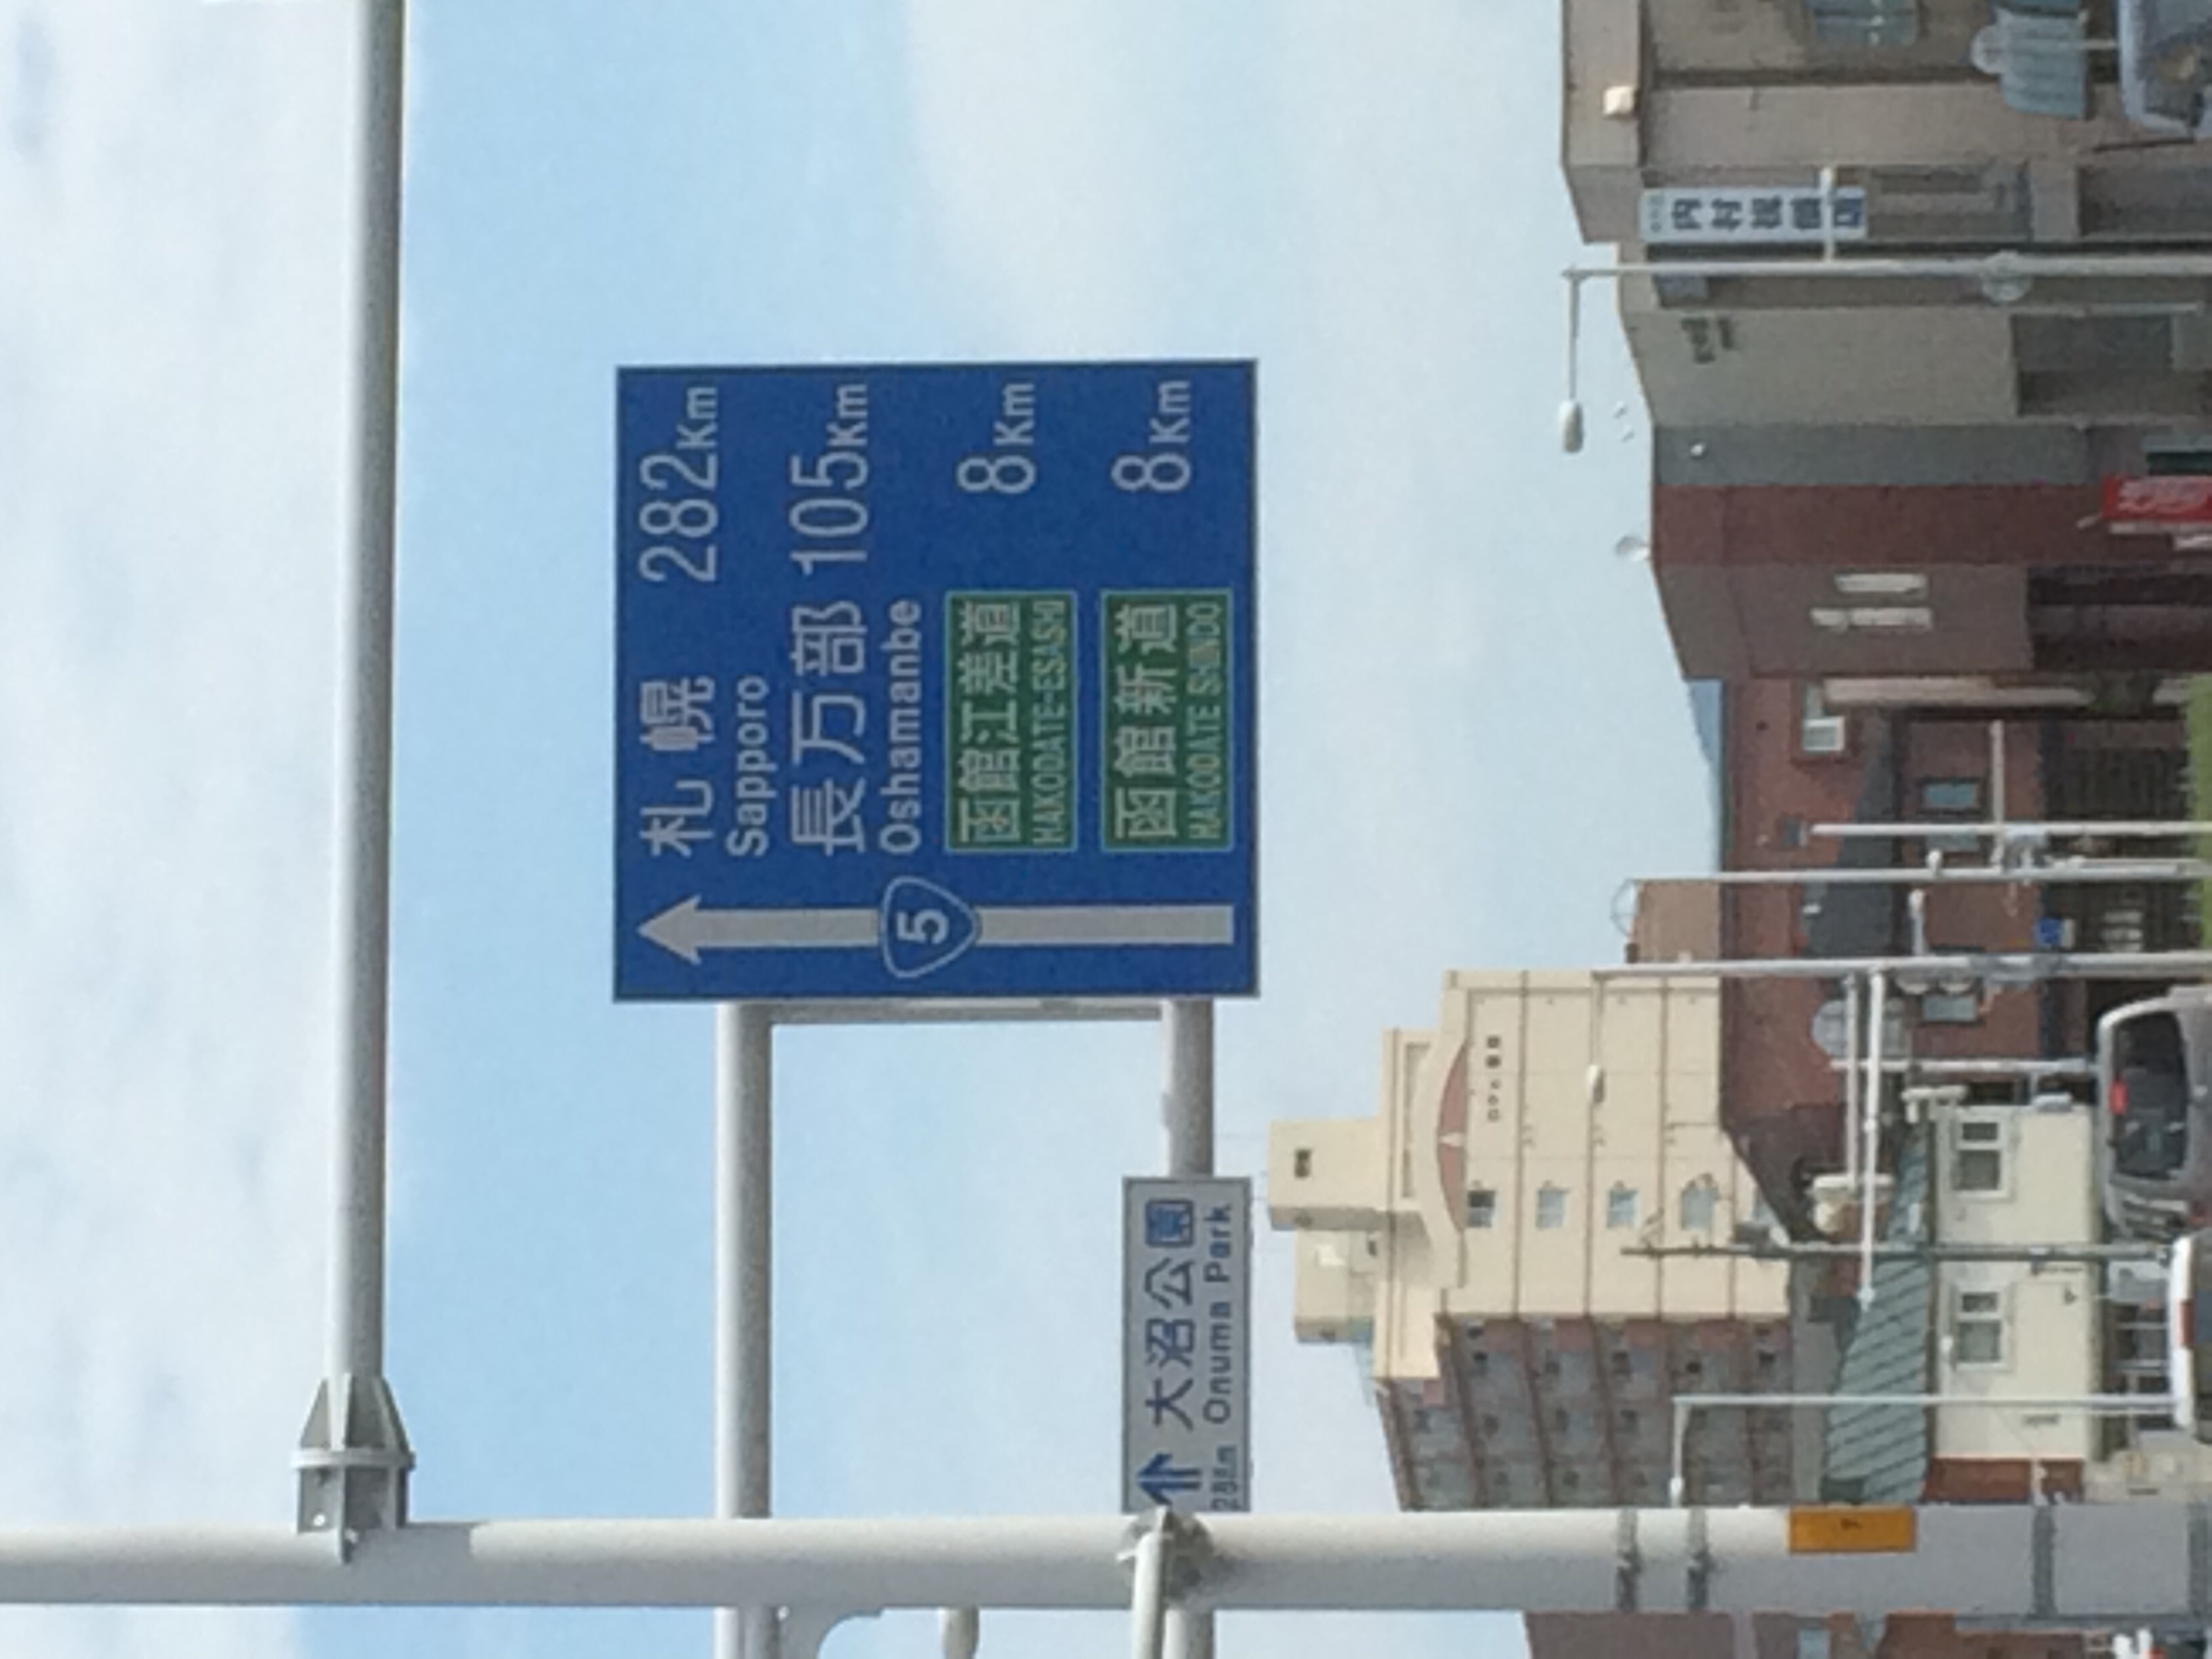 札幌 282Km
Sapporo
長万部 105Km
Oshamanbe
5
函館江差道 8Km
HAKODATE-ESASHI
函館新道 8Km
HAKODATE SHINDO
大沼公園
28km Onuma Park